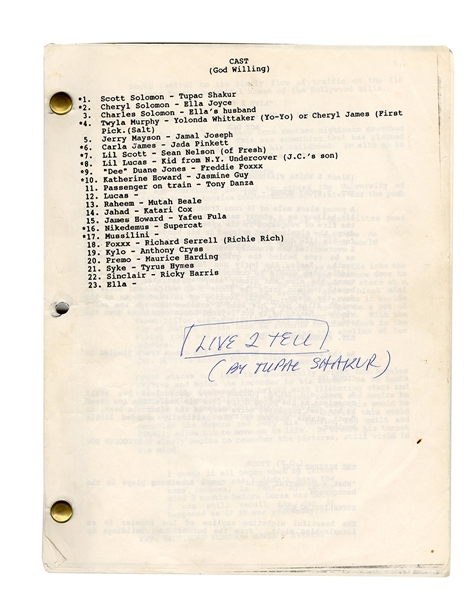 CAST
(God Willing)
*1. Scott Solomon - Tupac Shakur
*2. Cheryl Solomon - Ella Joyce
3. Charles Solomon - Ella's husband
*4. Twyla Murphy - Yolonda Whittaker (Yo-Yo) or Cheryl James (First
Pick.(Salt)
5. Jerry Mayson - Jamal Joseph
*6. Carla James - Jada Pinkett
*7. Lil Scott - Sean Nelson (of Fresh)
*8. Lil Lucas - Kid from N.Y. Undercover (J.C.'s son)
*9. "Dee" Duane Jones - Freddie Foxxx
*10. Katherine Howard - Jasmine Guy
11. Passenger on train - Tony Danza
12. Lucas -
13. Raheem - Mutah Beale
14. Jahad - Katari Cox
15. James Howard - Yafeu Fula
*16. Nikedemus - Supercat
*17. Mussilini -
18. Foxxx - Richard Serrell (Richie Rich)
19. Kylo - Anthony Cryss
20. Premo - Maurice Harding
21. Syke - Tyrus Hymes
22. Sinclair - Ricky Harris
23. Ella -
LIVE 2 TELL
(BY TUPAC SHAKUR)